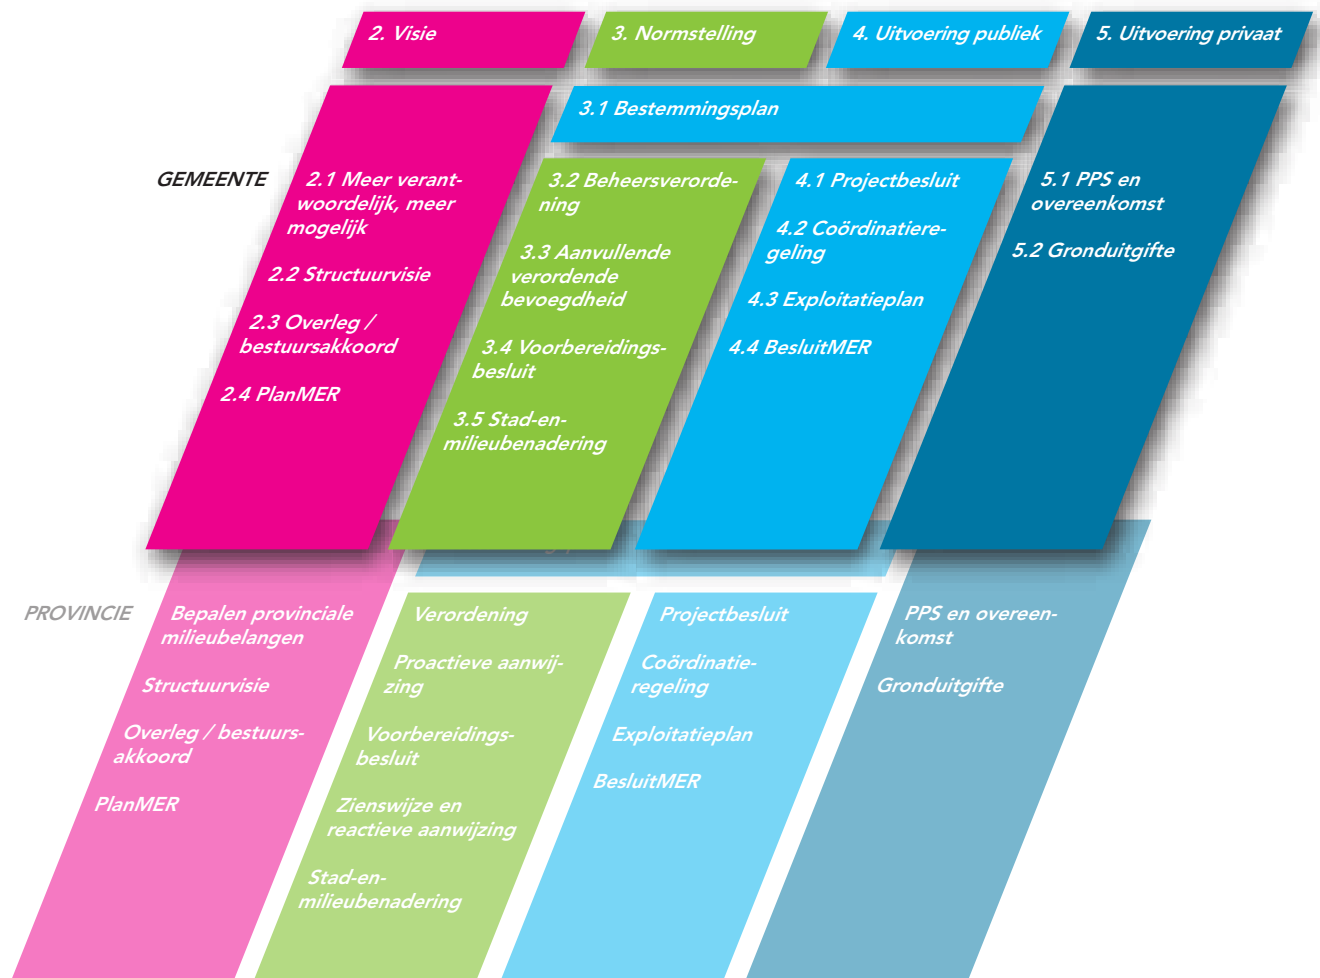 2. Visie
3. Normstelling
4. Uitvoering publiek
5. Uitvoering privaat
3.1 Bestemmingsplan
GEMEENTE
2.1 Meer verant-
woordelijk, meer
mogelijk
2.2 Structuurvisie
2.3 Overleg /
bestuursakkoord
2.4 PlanMER
3.2 Beheersverorde-
ning
3.3 Aanvullende
verordende
bevoegdheid
3.4 Voorbereidings-
besluit
3.5 Stad-en-
milieubenadering
4.1 Projectbesluit
4.2 Coördinatiere-
geling
4.3 Exploitatieplan
4.4 BesluitMER
5.1 PPS en
overeenkomst
5.2 Gronduitgifte
PROVINCIE
Bepalen provinciale
milieubelangen
Structuurvisie
Overleg / bestuurs-
akkoord
PlanMER
Verordening
Proactieve aanwij-
zing
Voorbereidings-
besluit
Zienswijze en
reactieve aanwijzing
Stad-en-
milieubenadering
Projectbesluit
Coördinatie-
regeling
Exploitatieplan
BesluitMER
PPS en overeen-
komst
Gronduitgifte